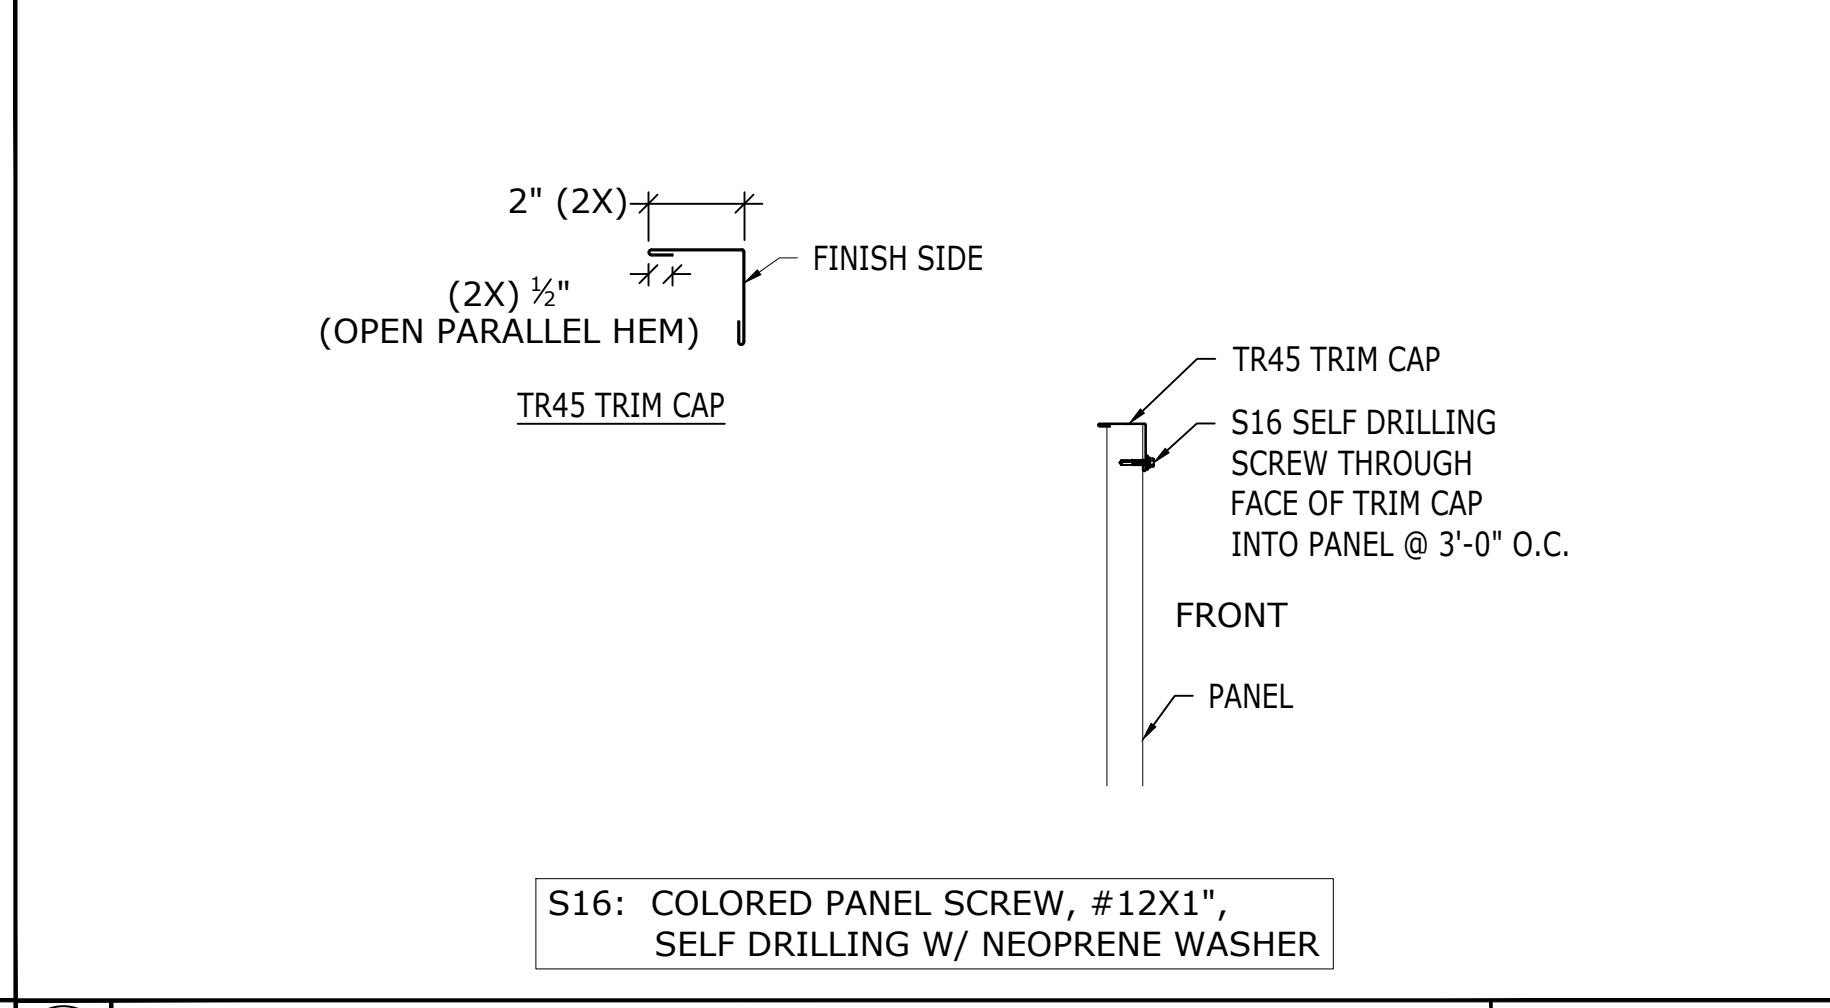 2" (2X)
FINISH SIDE
(2X) ½"
(OPEN PARALLEL HEM)
TR45 TRIM CAP
TR45 TRIM CAP
S16 SELF DRILLING
SCREW THROUGH
FACE OF TRIM CAP
INTO PANEL @ 3'-0" O.C.
FRONT
PANEL
S16: COLORED PANEL SCREW, #12X1",
SELF DRILLING W/ NEOPRENE WASHER